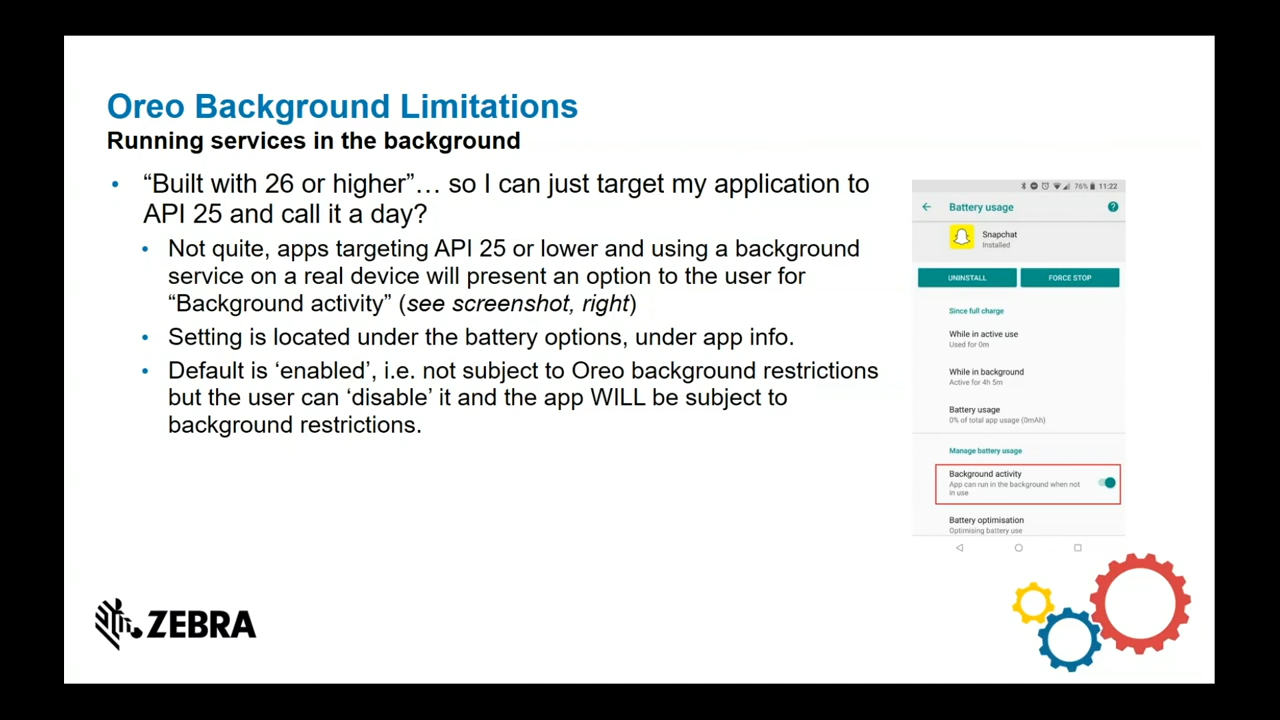 Oreo Background Limitations
Running services in the background
• “Built with 26 or higher”… so I can just target my application to
API 25 and call it a day?
• Not quite, apps targeting API 25 or lower and using a background
service on a real device will present an option to the user for
“Background activity” (see screenshot, right)
• Setting is located under the battery options, under app info.
• Default is ‘enabled’, i.e. not subject to Oreo background restrictions
but the user can ‘disable’ it and the app WILL be subject to
background restrictions.
76% 11:22
Battery usage
?
Snapchat
Installed
UNINSTALL FORCE STOP
Since full charge
While in active use
Used for 0m
While in background
Active for 4h 5m
Battery usage
0% of total app usage (0mAh)
Manage battery usage
Background activity
App can run in the background when not
in use
Battery optimisation
Optimising battery use
ZEBRA